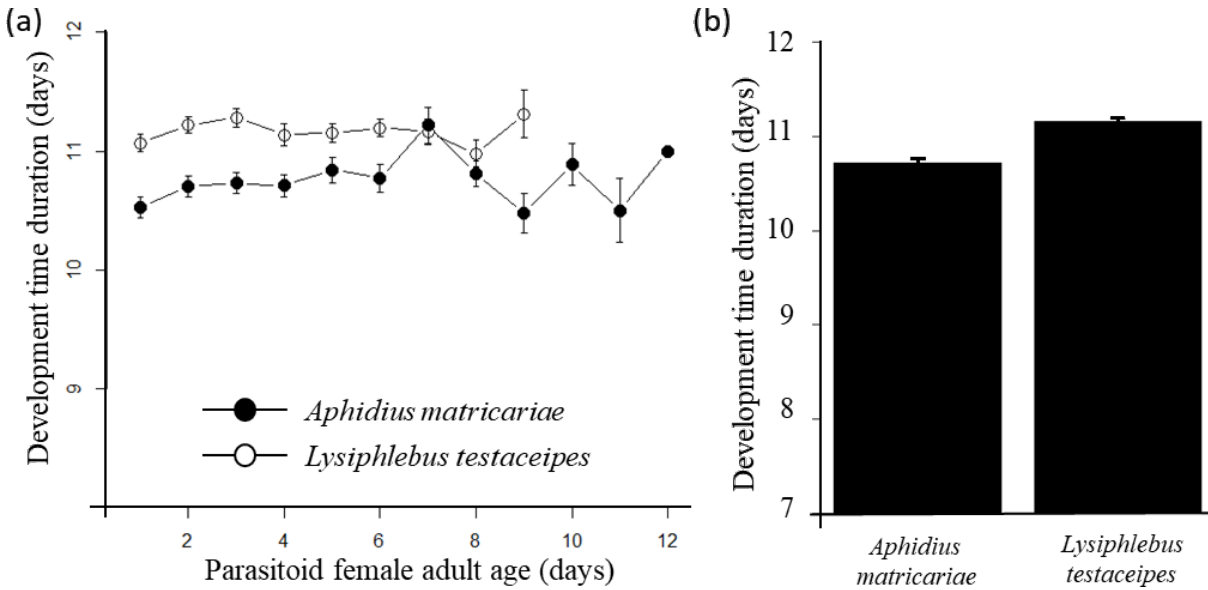 (a)
Development time duration (days)
12
11
10
9
Aphidius matricariae
Lysiphlebus testaceipes
2 4 6 8 10 12
Parasitoid female adult age (days)
(b)
Development time duration (days)
12
11
10
9
8
7
Aphidius
matricariae
Lysiphlebus
testaceipes